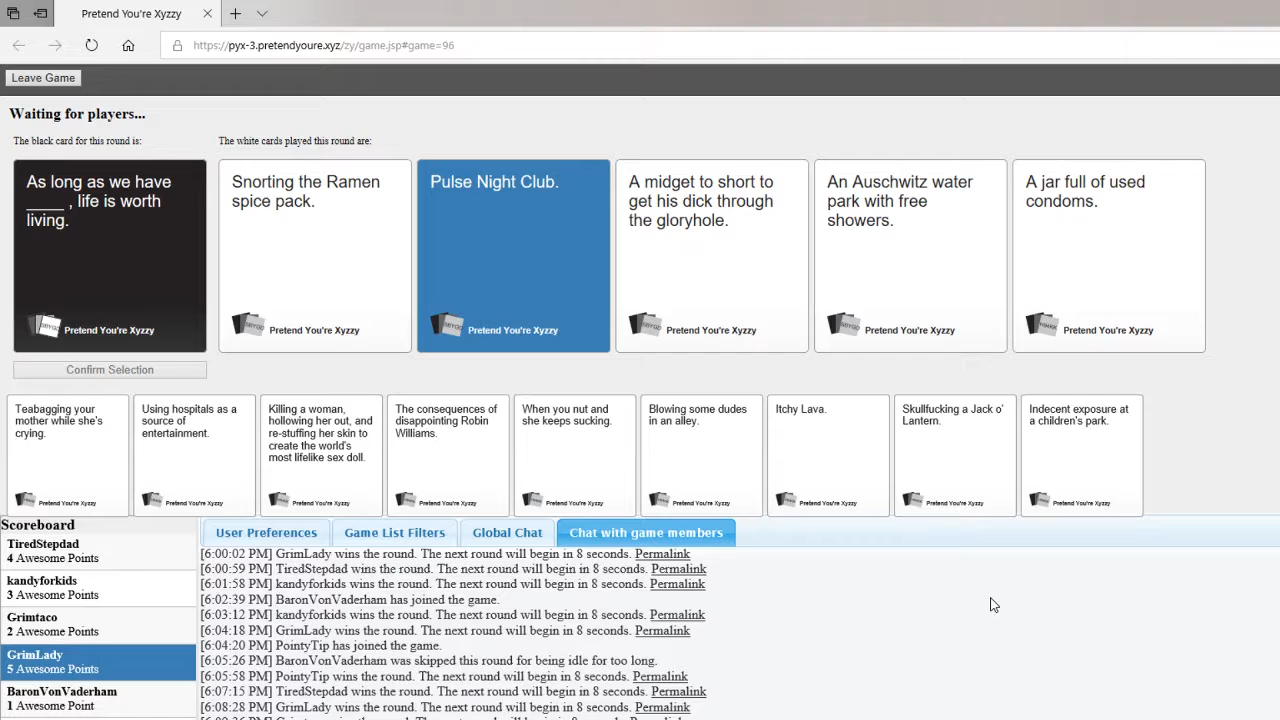 Pretend You're Xyzzy
https://pyx-3.pretendyoure.xyz/zy/game.jsp#game=96
Leave Game
Waiting for players...
The black card for this round is:
The white cards played this round are:
As long as we have
____ , life is worth
living.
Pretend You're Xyzzy
Snorting the Ramen
spice pack.
Pretend You're Xyzzy
Pulse Night Club.
Pretend You're Xyzzy
A midget to short to
get his dick through
the gloryhole.
Pretend You're Xyzzy
An Auschwitz water
park with free
showers.
Pretend You're Xyzzy
A jar full of used
condoms.
Pretend You're Xyzzy
Confirm Selection
Teabagging your
mother while she's
crying.
Pretend You're Xyzzy
Using hospitals as a
source of
entertainment.
Pretend You're Xyzzy
Killing a woman,
hollowing her out, and
re-stuffing her skin to
create the world's
most lifelike sex doll.
Pretend You're Xyzzy
The consequences of
disappointing Robin
Williams.
Pretend You're Xyzzy
When you nut and
she keeps sucking.
Pretend You're Xyzzy
Blowing some dudes
in an alley.
Pretend You're Xyzzy
Itchy Lava.
Pretend You're Xyzzy
Skullfucking a Jack o'
Lantern.
Pretend You're Xyzzy
Indecent exposure at
a children's park.
Pretend You're Xyzzy
Scoreboard
TiredStepdad
4 Awesome Points
kandyforkids
3 Awesome Points
Grimtaco
2 Awesome Points
GrimLady
5 Awesome Points
BaronVonVaderham
1 Awesome Point
User Preferences
Game List Filters
Global Chat
Chat with game members
[6:00:02 PM] GrimLady wins the round. The next round will begin in 8 seconds. Permalink
[6:00:59 PM] TiredStepdad wins the round. The next round will begin in 8 seconds. Permalink
[6:01:58 PM] kandyforkids wins the round. The next round will begin in 8 seconds. Permalink
[6:02:39 PM] BaronVonVaderham has joined the game.
[6:03:12 PM] kandyforkids wins the round. The next round will begin in 8 seconds. Permalink
[6:04:18 PM] GrimLady wins the round. The next round will begin in 8 seconds. Permalink
[6:04:20 PM] PointyTip has joined the game.
[6:05:26 PM] BaronVonVaderham was skipped this round for being idle for too long.
[6:05:58 PM] PointyTip wins the round. The next round will begin in 8 seconds. Permalink
[6:07:15 PM] TiredStepdad wins the round. The next round will begin in 8 seconds. Permalink
[6:08:28 PM] GrimLady wins the round. The next round will begin in 8 seconds. Permalink